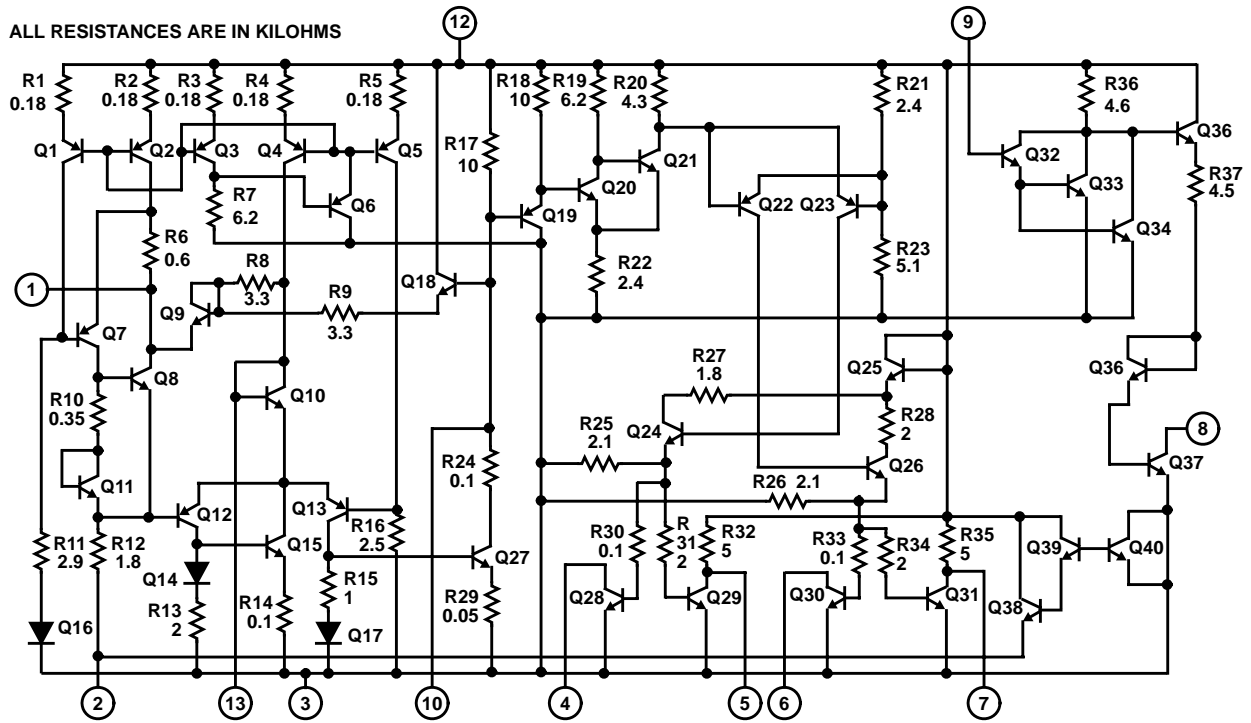 ALL RESISTANCES ARE IN KILOHMS
12
9
R1
0.18
R2
0.18
R3
0.18
R4
0.18
R5
0.18
R18
10
R19
6.2
R20
4.3
R21
2.4
R36
4.6
Q36
Q1
Q2
Q3
Q4
Q5
R17
10
Q21
Q32
R7
6.2
Q6
Q20
Q19
Q22
Q23
Q33
R37
4.5
Q34
R6
0.6
R8
3.3
R9
3.3
Q18
R22
2.4
R23
5.1
1
Q9
Q7
Q8
R27
1.8
Q25
Q36
R10
0.35
Q10
R25
2.1
Q24
R28
2
8
Q11
R24
0.1
Q26
Q37
R26 2.1
Q12
Q13
R16
2.5
R11
2.9
R12
1.8
Q15
Q27
R30
0.1
R
31
2
R32
5
R33
0.1
R34
2
R35
5
Q39
Q40
Q14
R15
1
R13
2
R14
0.1
R29
0.05
Q28
Q29
Q30
Q31
Q38
Q16
Q17
2
13
3
10
4
5
6
7